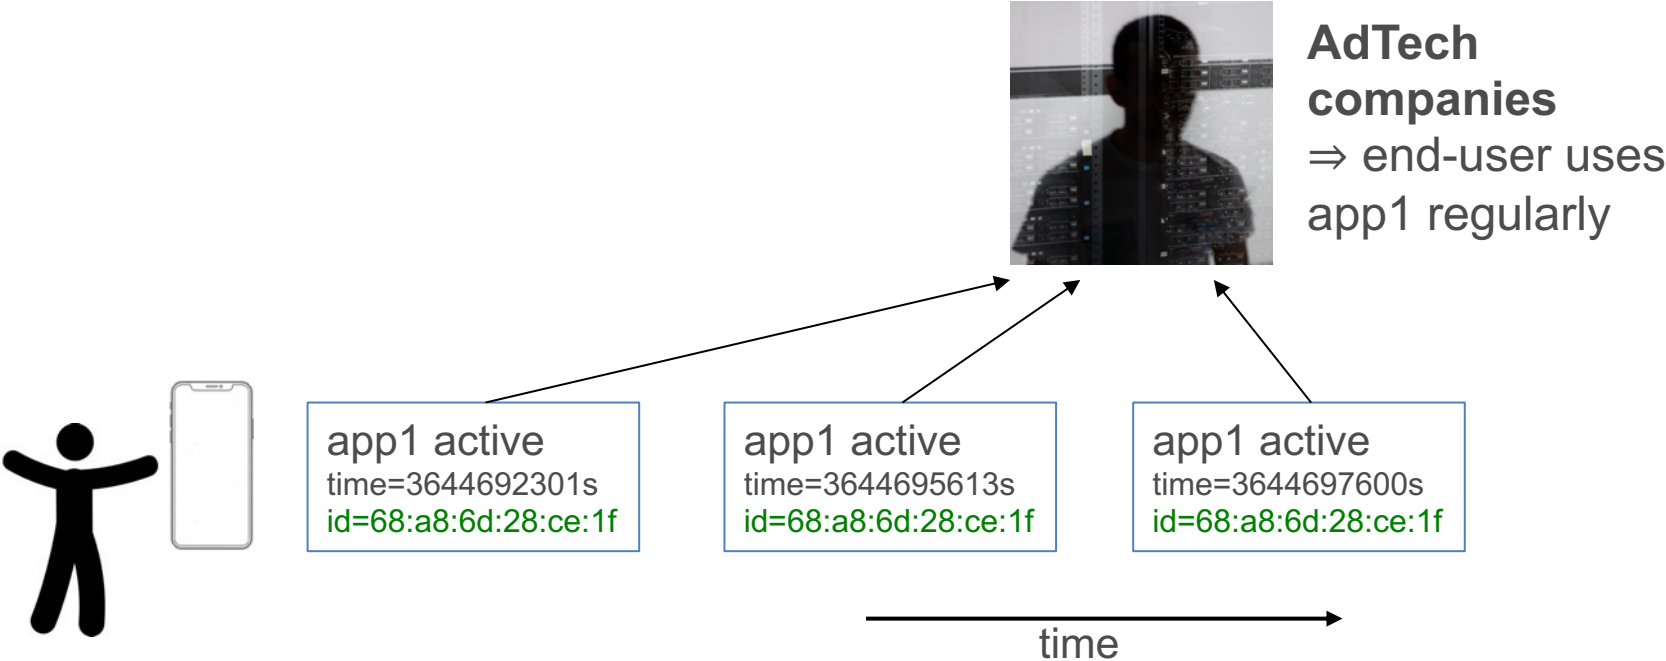 AdTech
companies
⇒ end-user uses
app1 regularly
app1 active
time=3644692301s
id=68:a8:6d:28:ce:1f
app1 active
time=3644695613s
id=68:a8:6d:28:ce:1f
app1 active
time=3644697600s
id=68:a8:6d:28:ce:1f
time